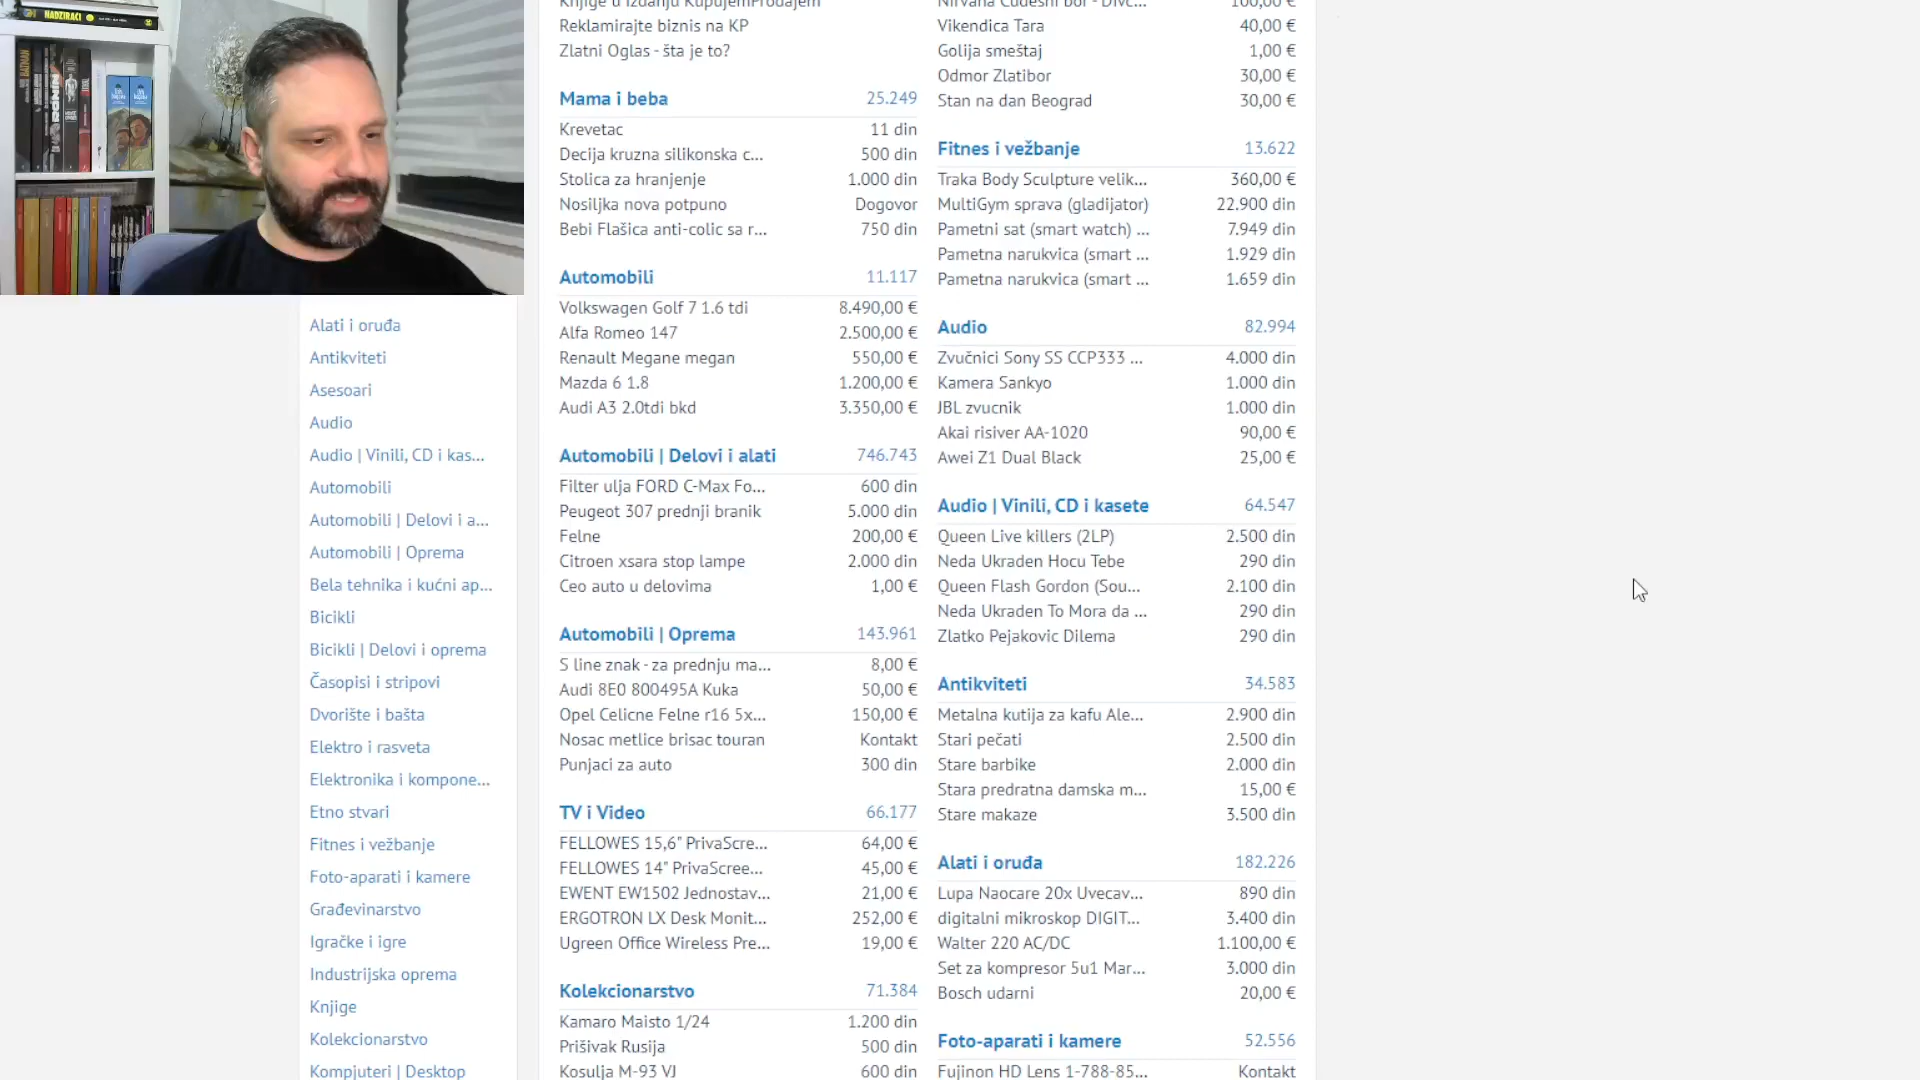 NADZIRAČI
BATMAN
Alati i oruđa
Antikviteti
Asesoari
Audio
Audio | Vinili, CD i kas...
Automobili
Automobili | Delovi i a...
Automobili | Oprema
Bela tehnika i kućni ap...
Bicikli
Bicikli | Delovi i oprema
Časopisi i stripovi
Dvorište i bašta
Elektro i rasveta
Elektronika i kompone...
Etno stvari
Fitnes i vežbanje
Foto-aparati i kamere
Građevinarstvo
Igračke i igre
Industrijska oprema
Knjige
Kolekcionarstvo
Kompjuteri | Desktop
Knjige u izdanju KupujemProdajem
Reklamirajte biznis na KP
Zlatni Oglas - šta je to?
Mama i beba 25.249
Krevetac 11 din
Decija kruzna silikonska c... 500 din
Stolica za hranjenje 1.000 din
Nosiljka nova potpuno Dogovor
Bebi Flašica anti-colic sa r... 750 din
Automobili 11.117
Volkswagen Golf 7 1.6 tdi 8.490,00 €
Alfa Romeo 147 2.500,00 €
Renault Megane megan 550,00 €
Mazda 6 1.8 1.200,00 €
Audi A3 2.0tdi bkd 3.350,00 €
Automobili | Delovi i alati 746.743
Filter ulja FORD C-Max Fo... 600 din
Peugeot 307 prednji branik 5.000 din
Felne 200,00 €
Citroen xsara stop lampe 2.000 din
Ceo auto u delovima 1,00 €
Automobili | Oprema 143.961
S line znak - za prednju ma... 8,00 €
Audi 8E0 800495A Kuka 50,00 €
Opel Celicne Felne r16 5x... 150,00 €
Nosac metlice brisac touran Kontakt
Punjaci za auto 300 din
TV i Video 66.177
FELLOWES 15,6" PrivaScre... 64,00 €
FELLOWES 14" PrivaScree... 45,00 €
EWENT EW1502 Jednostav... 21,00 €
ERGOTRON LX Desk Monit... 252,00 €
Ugreen Office Wireless Pre... 19,00 €
Kolekcionarstvo 71.384
Kamaro Maisto 1/24 1.200 din
Prišivak Rusija 500 din
Kosulja M-93 VJ 600 din
Nirvana Čudesni bor - Divč... 100,00 €
Vikendica Tara 40,00 €
Golija smeštaj 1,00 €
Odmor Zlatibor 30,00 €
Stan na dan Beograd 30,00 €
Fitnes i vežbanje 13.622
Traka Body Sculpture velik... 360,00 €
MultiGym sprava (gladijator) 22.900 din
Pametni sat (smart watch) ... 7.949 din
Pametna narukvica (smart ... 1.929 din
Pametna narukvica (smart ... 1.659 din
Audio 82.994
Zvučnici Sony SS CCP333 ... 4.000 din
Kamera Sankyo 1.000 din
JBL zvucnik 1.000 din
Akai risiver AA-1020 90,00 €
Awei Z1 Dual Black 25,00 €
Audio | Vinili, CD i kasete 64.547
Queen Live killers (2LP) 2.500 din
Neda Ukraden Hocu Tebe 290 din
Queen Flash Gordon (Sou... 2.100 din
Neda Ukraden To Mora da ... 290 din
Zlatko Pejakovic Dilema 290 din
Antikviteti 34.583
Metalna kutija za kafu Ale... 2.900 din
Stari pečati 2.500 din
Stare barbike 2.000 din
Stara predratna damska m... 15,00 €
Stare makaze 3.500 din
Alati i oruđa 182.226
Lupa Naocare 20x Uvecav... 890 din
digitalni mikroskop DIGIT... 3.400 din
Walter 220 AC/DC 1.100,00 €
Set za kompresor 5u1 Mar... 3.000 din
Bosch udarni 20,00 €
Foto-aparati i kamere 52.556
Fujinon HD Lens 1-788-85... Kontakt